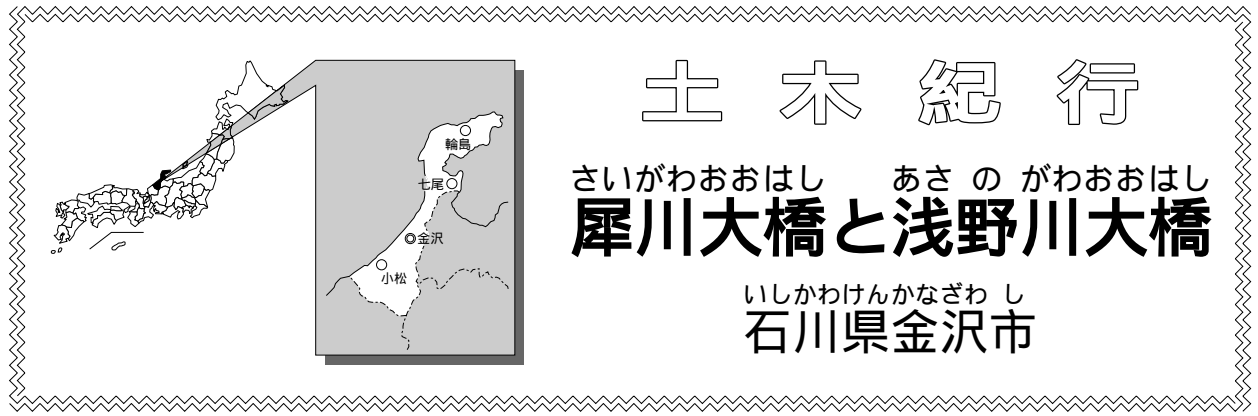 輪島
七尾
金沢
小松
土木紀行
さいがわおおはし あさのがわおおはし
犀川大橋と浅野川大橋
いしかわけんかなざわし
石川県金沢市